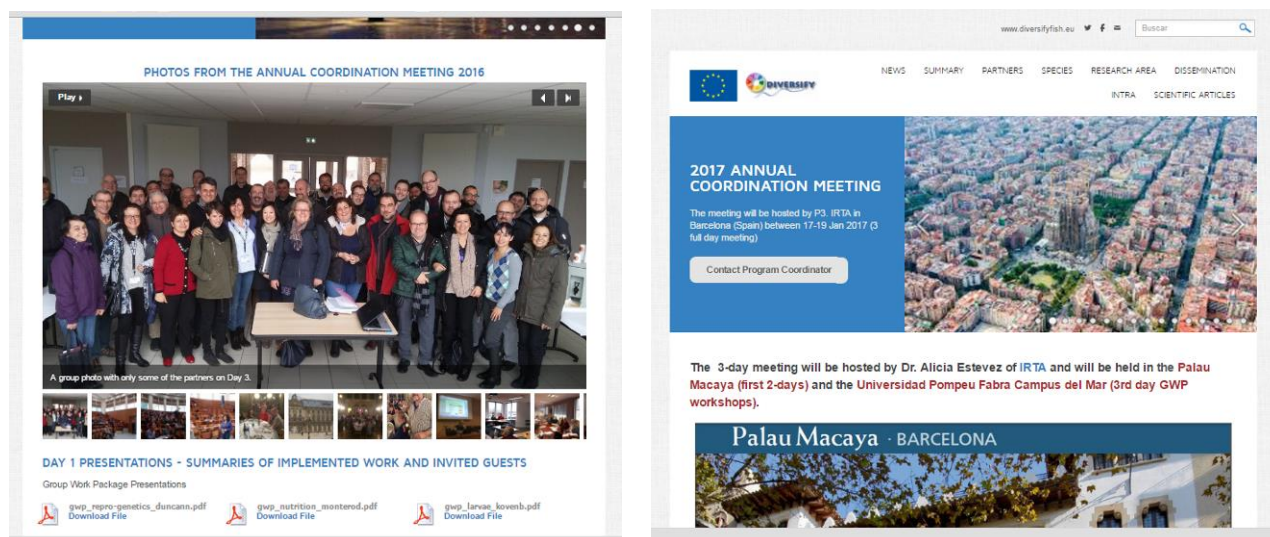 PHOTOS FROM THE ANNUAL COORDINATION MEETING 2016
Play
A group photo with only some of the partners on Day 3.
DAY 1 PRESENTATIONS - SUMMARIES OF IMPLEMENTED WORK AND INVITED GUESTS
Group Work Package Presentations
gwp_repro-genetics_duncann.pdf
Download File
gwp_nutrition_monterod.pdf
Download File
gwp_larvae_kovenb.pdf
Download File
www.diversifyfish.eu
Buscar
DIVERSIFY
NEWS SUMMARY PARTNERS SPECIES RESEARCH AREA DISSEMINATION
INTRA SCIENTIFIC ARTICLES
2017 ANNUAL
COORDINATION MEETING
The meeting will be hosted by P3. IRTA in
Barcelona (Spain) between 17-19 Jan 2017 (3
full day meeting)
Contact Program Coordinator
The 3-day meeting will be hosted by Dr. Alicia Estevez of IRTA and will be held in the Palau
Macaya (first 2-days) and the Universidad Pompeu Fabra Campus del Mar (3rd day GWP
workshops).
Palau Macaya · BARCELONA